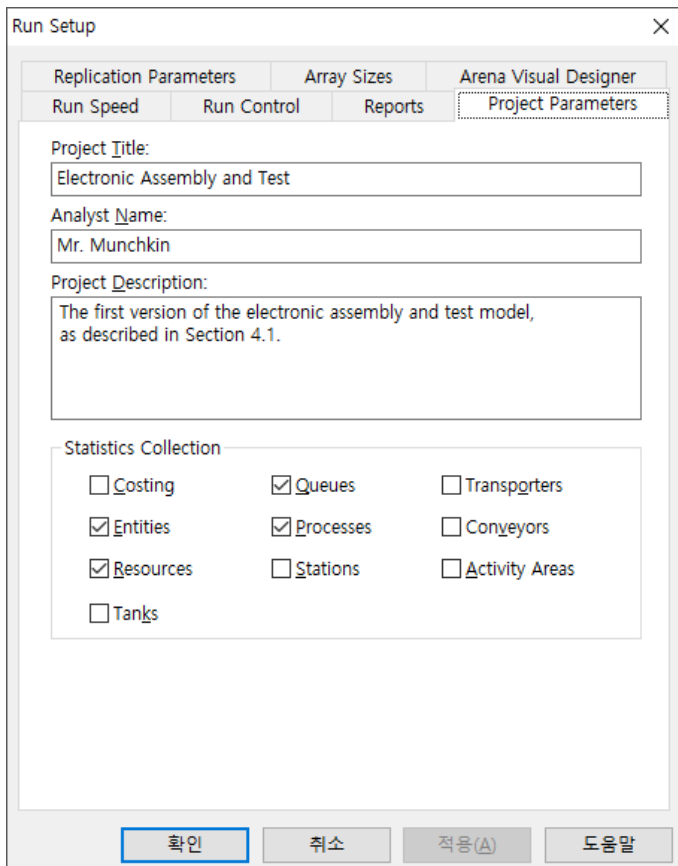 Run Setup
Replication Parameters
Array Sizes
Arena Visual Designer
Run Speed
Run Control
Reports
Project Parameters
Project Title:
Electronic Assembly and Test
Analyst Name:
Mr. Munchkin
Project Description:
The first version of the electronic assembly and test model,
as described in Section 4.1.
Statistics Collection
Costing
Queues
Transporters
Entities
Processes
Conveyors
Resources
Stations
Activity Areas
Tanks
확인
취소
적용(A)
도움말